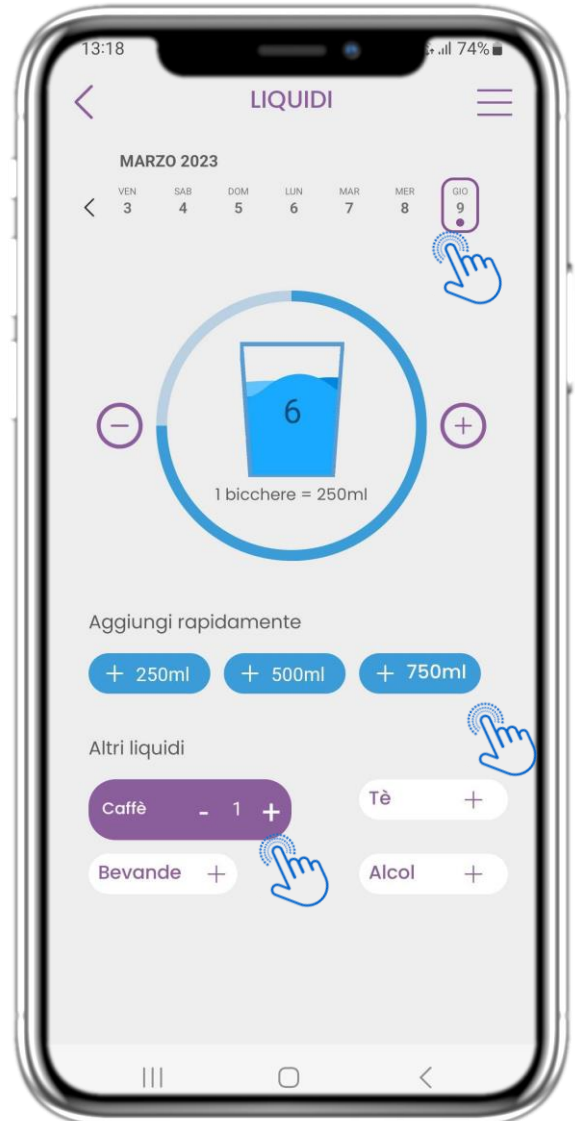 13:18 74%
LIQUIDI
MARZO 2023
VEN SAB DOM LUN MAR MER GIO
3 4 5 6 7 8 9
6
1 bicchere = 250ml
Aggiungi rapidamente
+ 250ml + 500ml + 750ml
Altri liquidi
Caffè - 1 + Tè +
Bevande + Alcol +